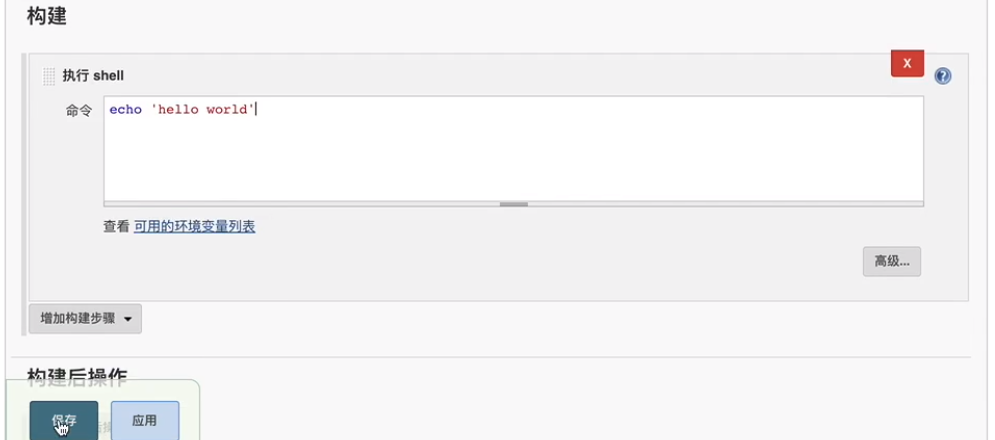 构建
执行 shell
X
命令
echo 'hello world'
查看 可用的环境变量列表
高级...
增加构建步骤
构建后操作
保存
应用